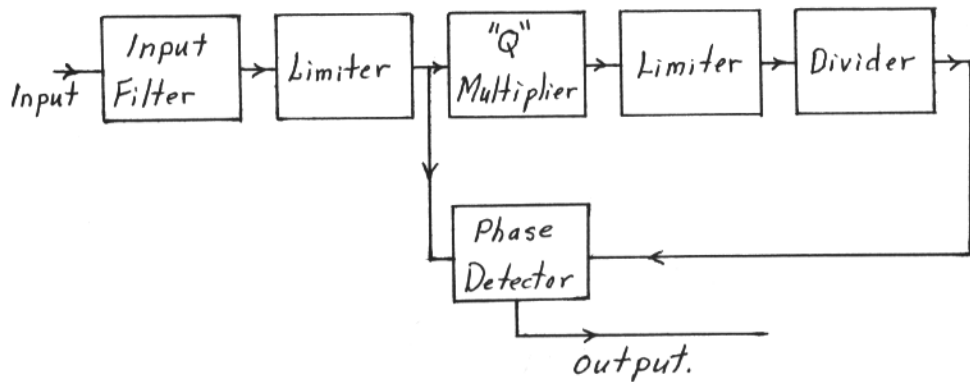 Input
Input
Filter
Limiter
"Q"
Multiplier
Limiter
Divider
Phase
Detector
output.